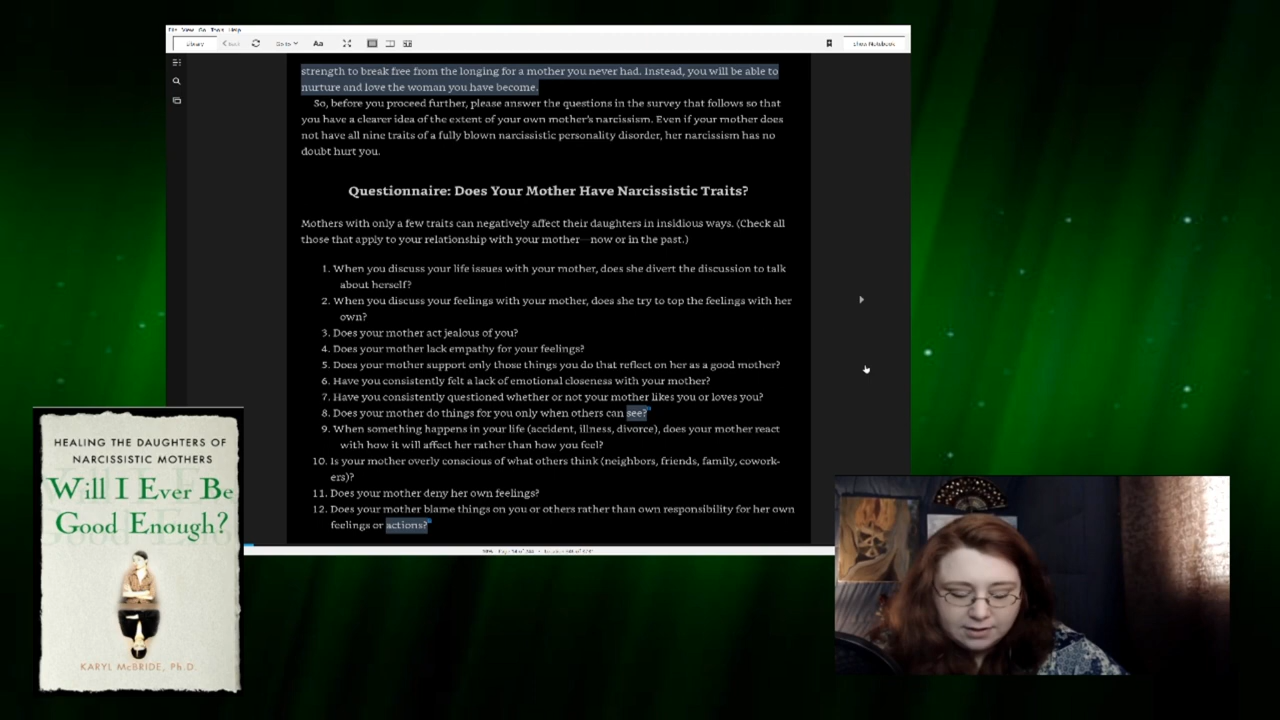 File View Go Tools Help
Library Back Go to Aa Show Notebook
strength to break free from the longing for a mother you never had. Instead, you will be able to
nurture and love the woman you have become.
So, before you proceed further, please answer the questions in the survey that follows so that
you have a clearer idea of the extent of your own mother's narcissism. Even if your mother does
not have all nine traits of a fully blown narcissistic personality disorder, her narcissism has no
doubt hurt you.
Questionnaire: Does Your Mother Have Narcissistic Traits?
Mothers with only a few traits can negatively affect their daughters in insidious ways. (Check all
those that apply to your relationship with your mother—now or in the past.)
1. When you discuss your life issues with your mother, does she divert the discussion to talk
about herself?
2. When you discuss your feelings with your mother, does she try to top the feelings with her
own?
3. Does your mother act jealous of you?
4. Does your mother lack empathy for your feelings?
5. Does your mother support only those things you do that reflect on her as a good mother?
6. Have you consistently felt a lack of emotional closeness with your mother?
7. Have you consistently questioned whether or not your mother likes you or loves you?
8. Does your mother do things for you only when others can see?
9. When something happens in your life (accident, illness, divorce), does your mother react
with how it will affect her rather than how you feel?
10. Is your mother overly conscious of what others think (neighbors, friends, family, cowork-
ers)?
11. Does your mother deny her own feelings?
12. Does your mother blame things on you or others rather than own responsibility for her own
feelings or actions?
HEALING THE DAUGHTERS OF
NARCISSISTIC MOTHERS
Will I Ever Be
Good Enough?
KARYL McBRIDE, Ph.D.